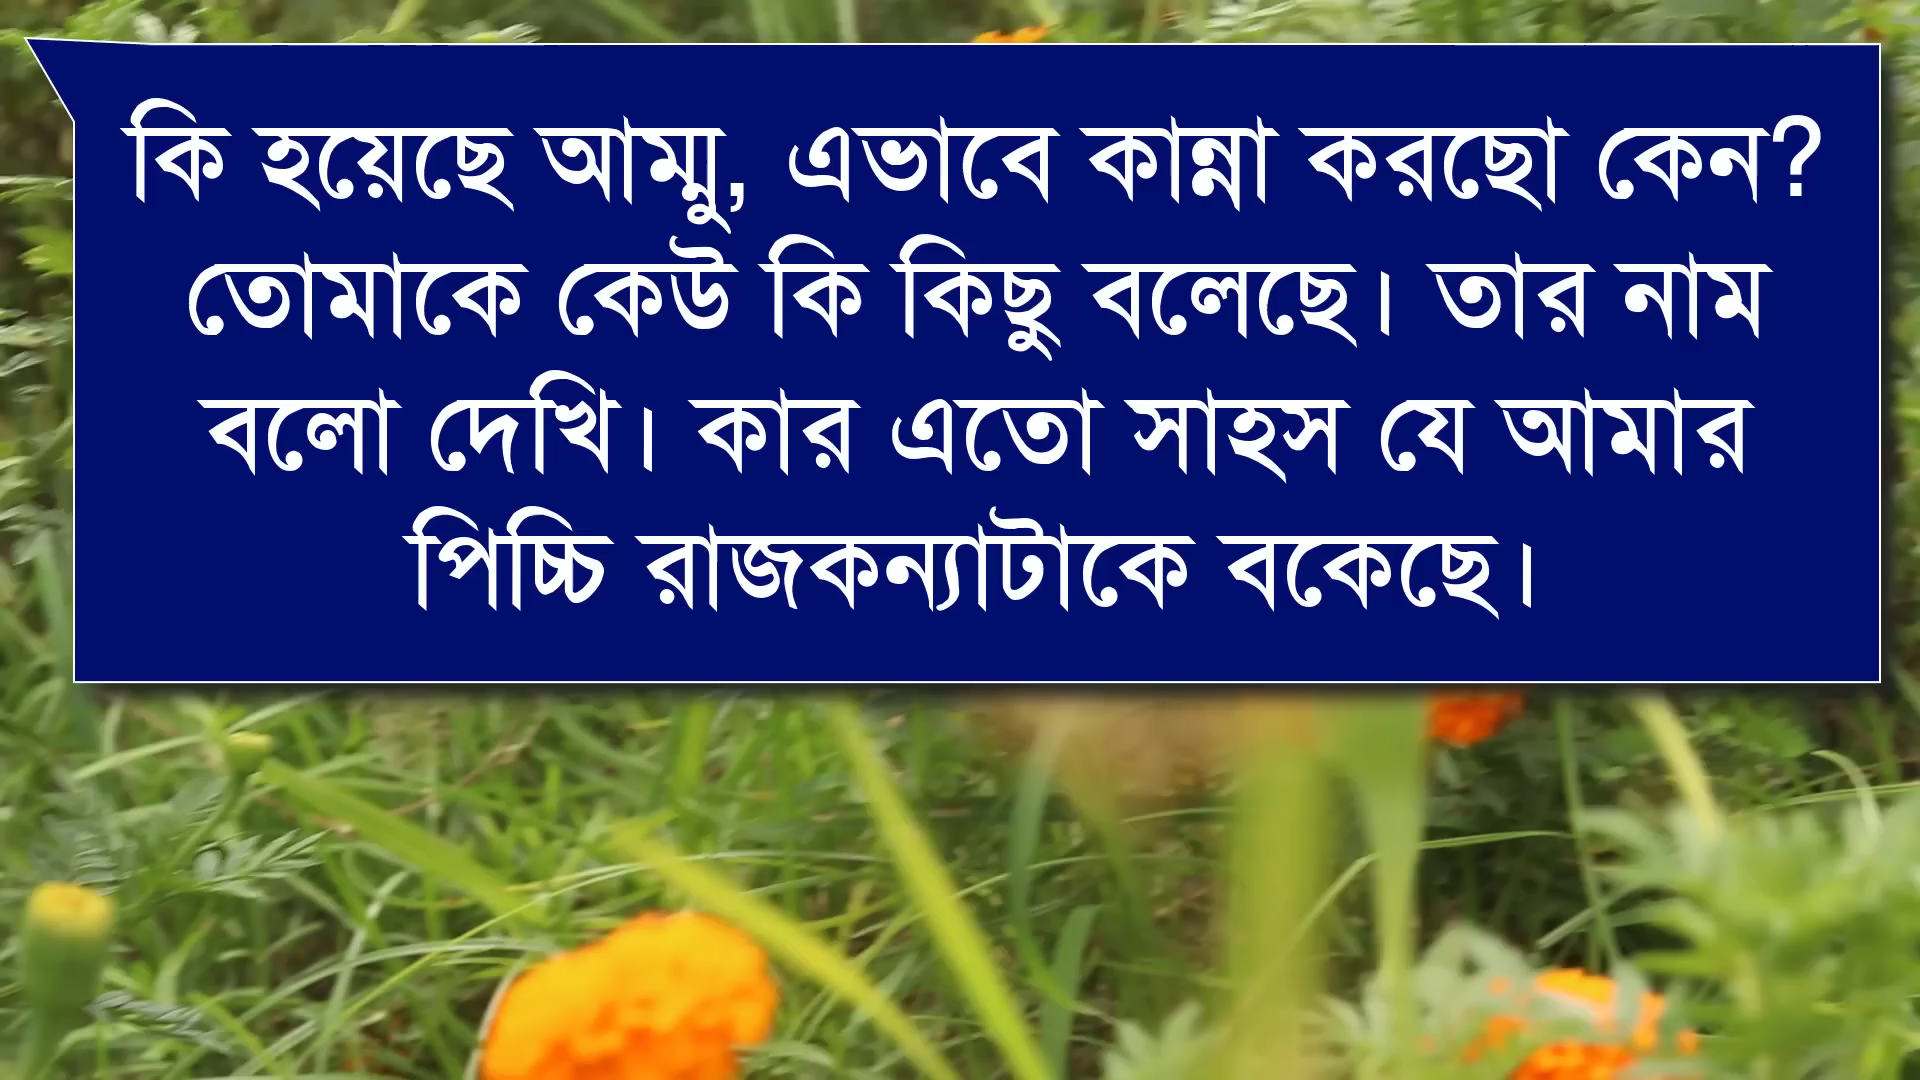 কি হয়েছে আম্মু, এভাবে কান্না করছো কেন?
তোমাকে কেউ কি কিছু বলেছে। তার নাম
বলো দেখি। কার এতো সাহস যে আমার
পিচ্চি রাজকন্যাটাকে বকেছে।